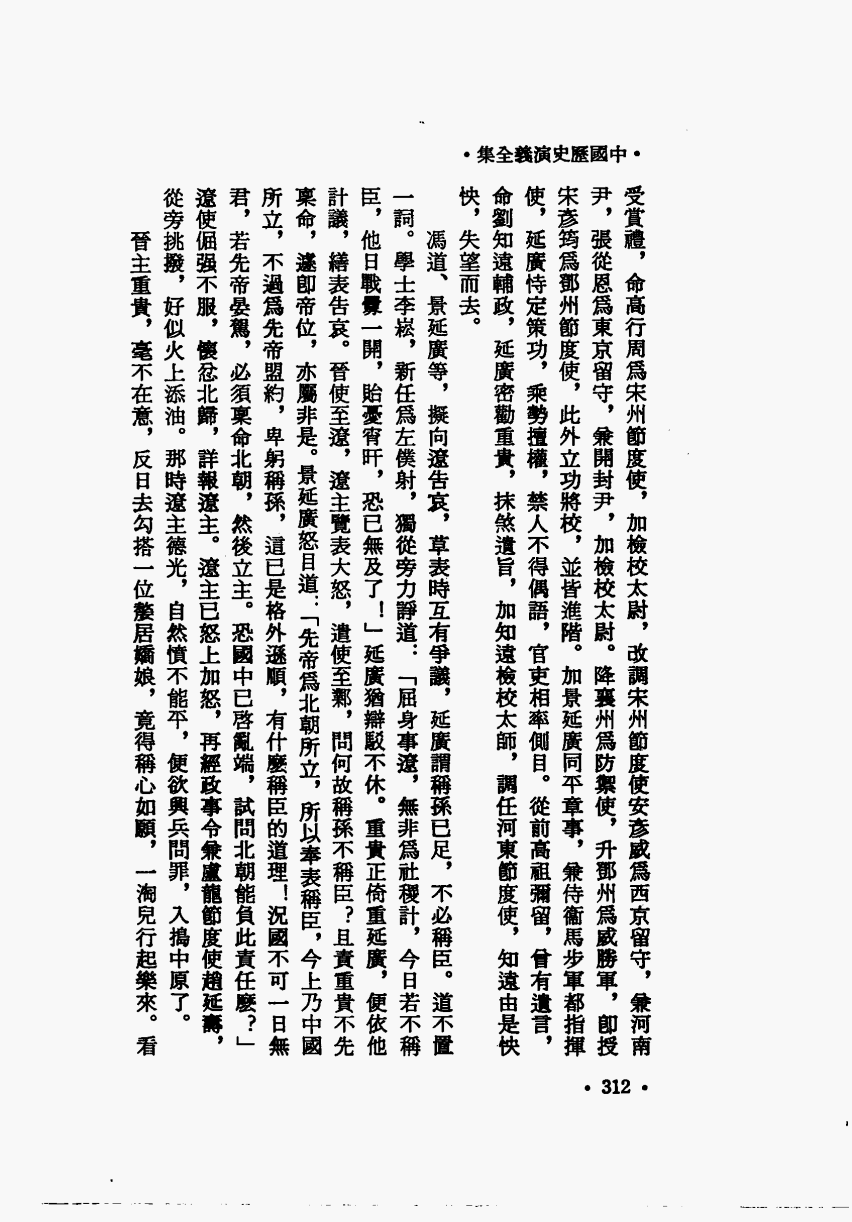 •中國歷史演義全集•
受賞禮，命高行周爲宋州節度使，加檢校太尉，改調宋州節度使安彥威爲西京留守，兼河南
尹，張從恩爲東京留守，兼開封尹，加檢校太尉。降襄州爲防禦使，升鄧州爲威勝軍，卽授
宋彥筠爲鄧州節度使，此外立功將校，並皆進階。加景延廣同平章事，兼侍衞馬步軍都指揮
使，延廣恃定策功，乘勢擅權，禁人不得偶語，官吏相率側目。從前高祖彌留，曾有遺言，
命劉知遠輔政，延廣密勸重貴，抹煞遺旨，加知遠檢校太師，調任河東節度使，知遠由是怏
怏，失望而去。
馮道、景延廣等，擬向遼告哀，草表時互有爭議，延廣謂稱孫已足，不必稱臣。道不置
一詞。學士李崧，新任爲左僕射，獨從旁力諍道：「屈身事遼，無非爲社稷計，今日若不稱
臣，他日戰釁一開，貽憂宵旰，恐已無及了！」延廣猶辯駁不休。重貴正倚重延廣，便依他
計議，繕表告哀。晉使至遼，遼主覽表大怒，遣使至鄴，問何故稱孫不稱臣？且責重貴不先
稟命，遽卽帝位，亦屬非是。景延廣怒目道：「先帝爲北朝所立，所以奉表稱臣，今上乃中國
所立，不過爲先帝盟約，卑躬稱孫，這已是格外遜順，有什麼稱臣的道理！況國不可一日無
君，若先帝晏駕，必須稟命北朝，然後立主。恐國中已啓亂端，試問北朝能負此責任麼？」
遼使倔强不服，懷忿北歸，詳報遼主。遼主已怒上加怒，再經政事令兼盧龍節度使趙延壽，
從旁挑撥，好似火上添油。那時遼主德光，自然憤不能平，便欲興兵問罪，入搗中原了。
晉主重貴，毫不在意，反日去勾搭一位嫠居嬌娘，竟得稱心如願，一淘兒行起樂來。看
•312•